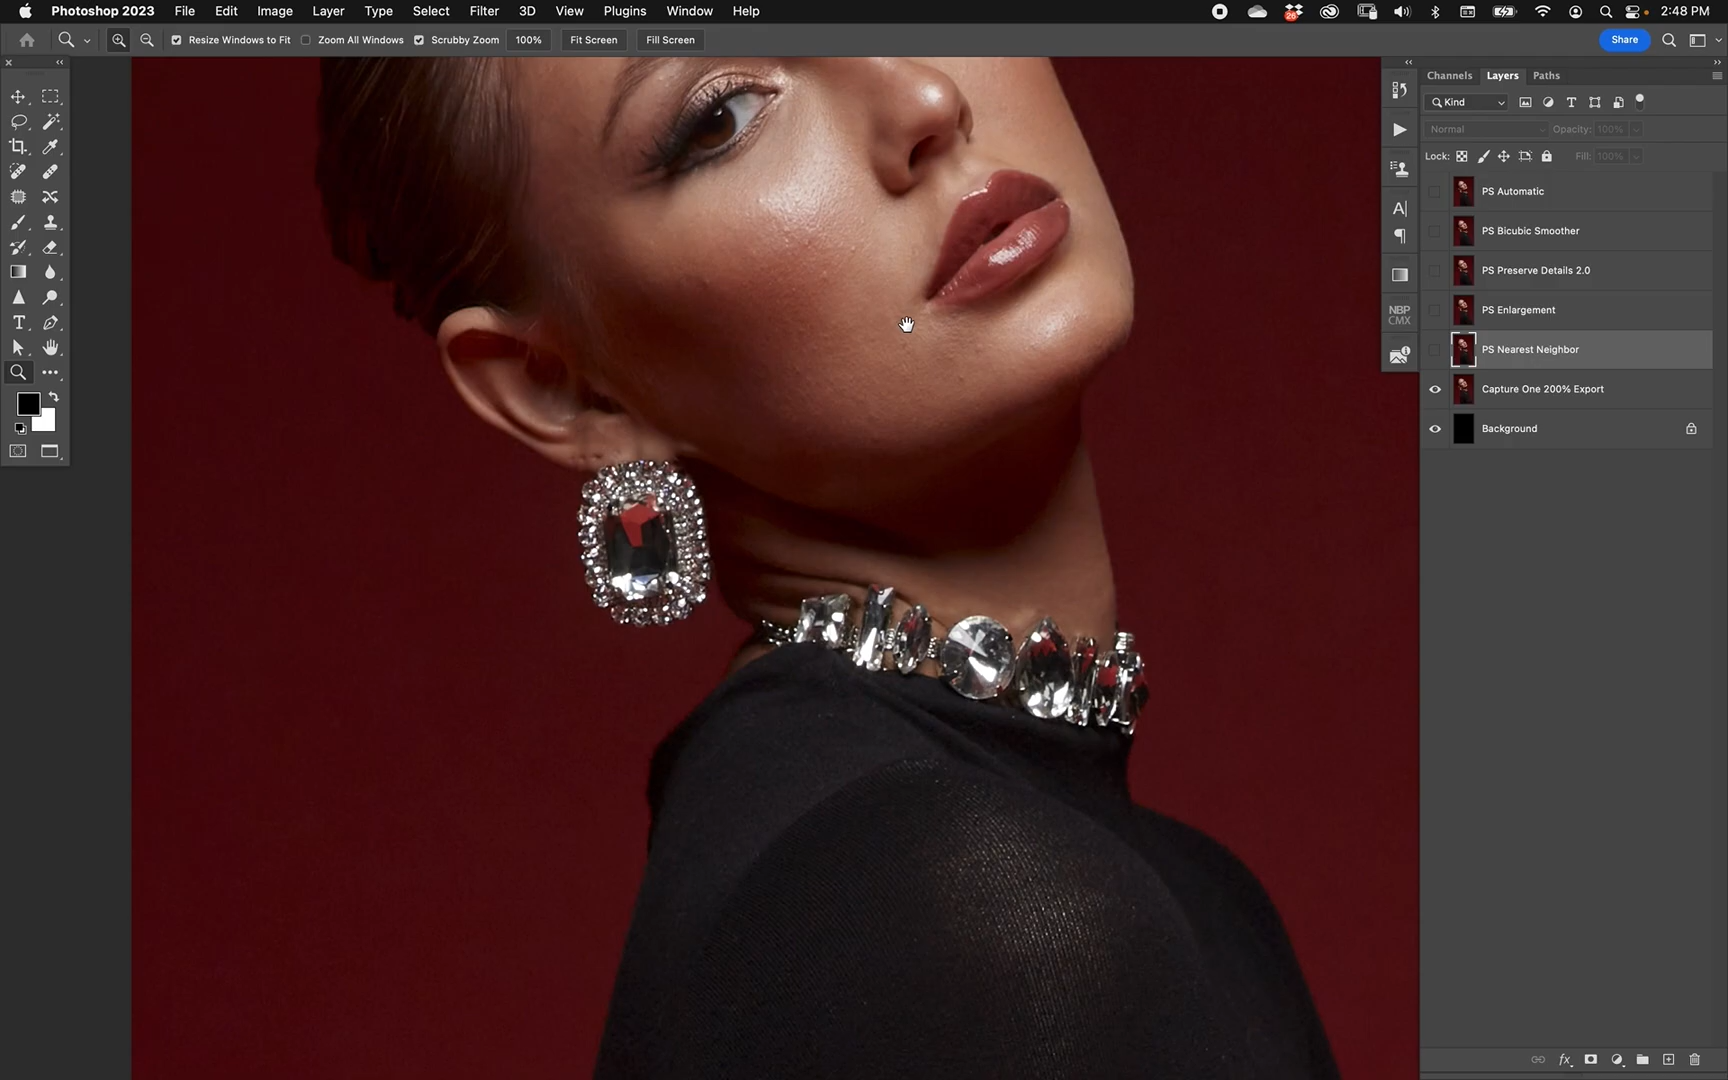 Photoshop 2023 File Edit Image Layer Type Select Filter 3D View Plugins Window Help 2:48 PM
Resize Windows to Fit Zoom All Windows Scrubby Zoom 100% Fit Screen Fill Screen Share
Channels Layers Paths
Kind
Normal Opacity: 100%
Lock: Fill: 100%
PS Automatic
PS Bicubic Smoother
PS Preserve Details 2.0
PS Enlargement
NBP
CMX
PS Nearest Neighbor
Capture One 200% Export
Background
fx